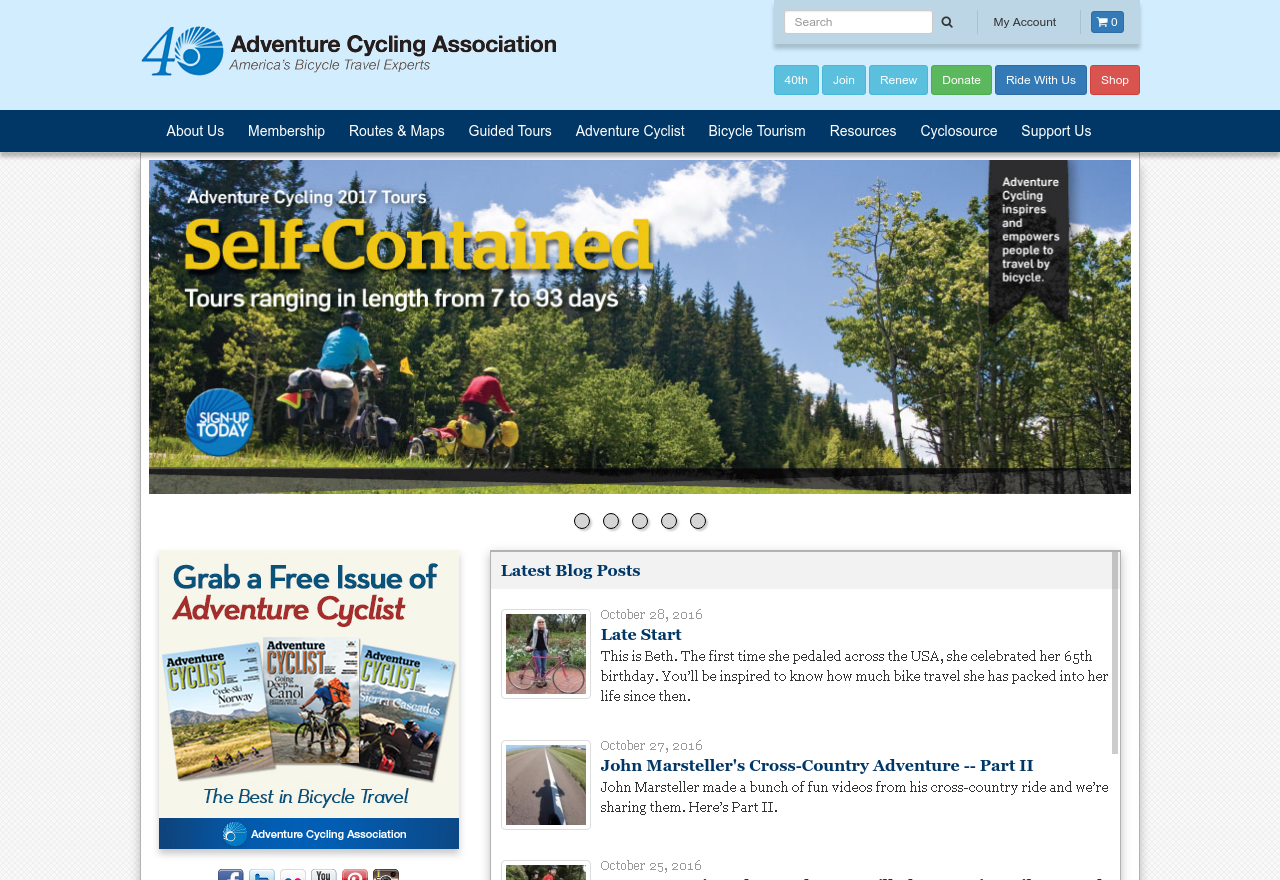 Search
My Account
0
40
Adventure Cycling Association
America's Bicycle Travel Experts
40th
Join
Renew
Donate
Ride With Us
Shop
About Us
Membership
Routes & Maps
Guided Tours
Adventure Cyclist
Bicycle Tourism
Resources
Cyclosource
Support Us
Adventure Cycling 2017 Tours
Self-Contained
Tours ranging in length from 7 to 93 days
SIGN-UP
TODAY
Adventure
Cycling
inspires
and
empowers
people to
travel by
bicycle.
Grab a Free Issue of
Adventure Cyclist
Adventure
CYCLIST
Cycle-Ski
Norway
Adventure
CYCLIST
Going
Deep in the
Canol
Adventure
CYCLIST
Sierra Cascades
The Best in Bicycle Travel
Adventure Cycling Association
You
Latest Blog Posts
October 28, 2016
Late Start
This is Beth. The first time she pedaled across the USA, she celebrated her 65th
birthday. You’ll be inspired to know how much bike travel she has packed into her
life since then.
October 27, 2016
John Marsteller's Cross-Country Adventure -- Part II
John Marsteller made a bunch of fun videos from his cross-country ride and we’re
sharing them. Here’s Part II.
October 25, 2016